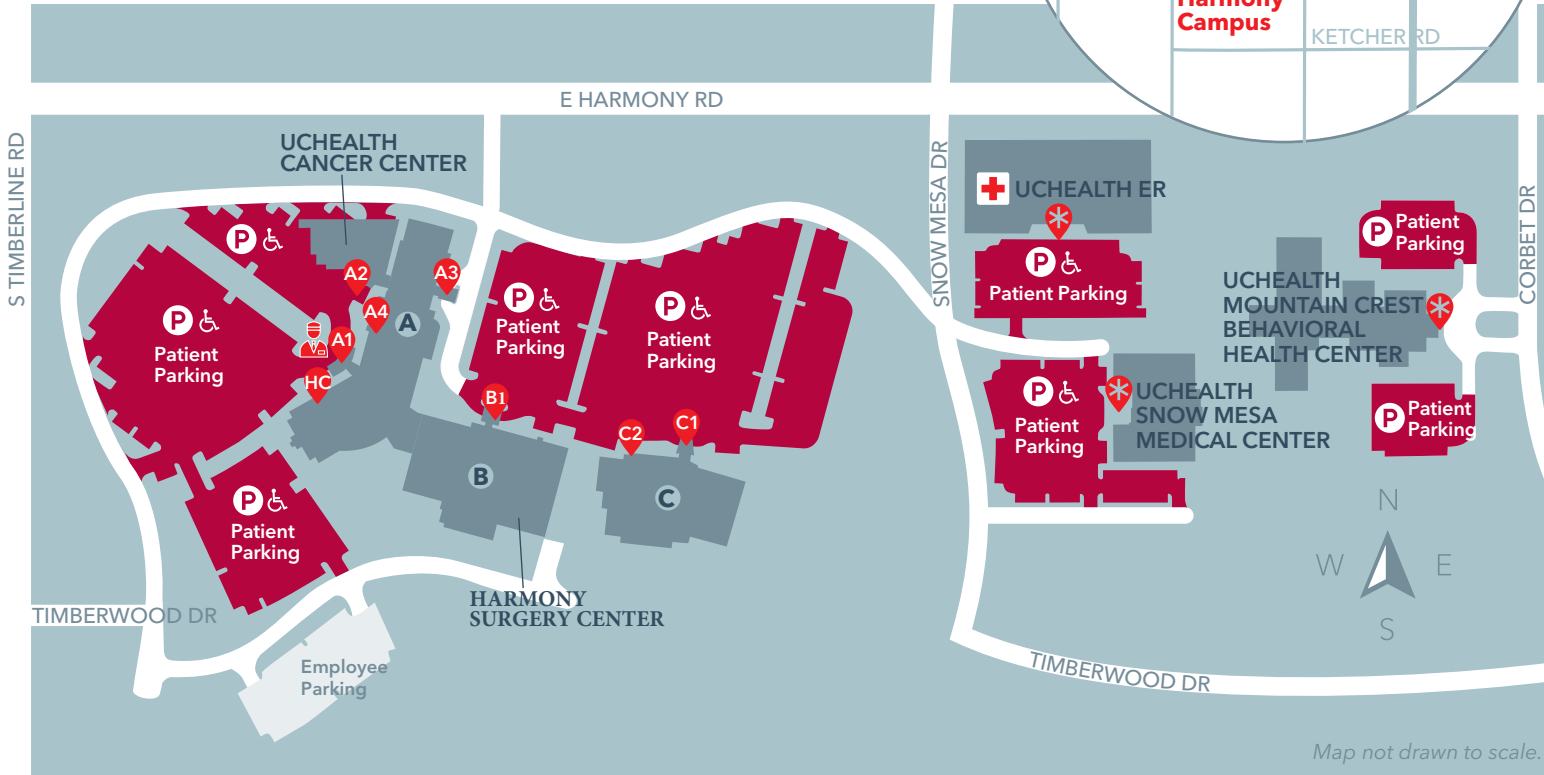 Harmony
Campus
KETCHER RD
E HARMONY RD
S TIMBERLINE RD
UCHEALTH
CANCER CENTER
SNOW MESA DR
UCHEALTH ER
CORBET DR
P
P
Patient
Parking
A2
A3
A4
A
A1
HC
P
Patient
Parking
P
Patient
Parking
P
Patient
Parking
B1
C2
C1
P
Patient Parking
P
Patient
Parking
UCHEALTH
MOUNTAIN CREST
BEHAVIORAL
HEALTH CENTER
P
Patient
Parking
UCHEALTH
SNOW MESA
MEDICAL CENTER
P
Patient
Parking
B
C
P
Patient
Parking
N
W
E
S
HARMONY
SURGERY CENTER
TIMBERWOOD DR
Employee
Parking
TIMBERWOOD DR
Map not drawn to scale.